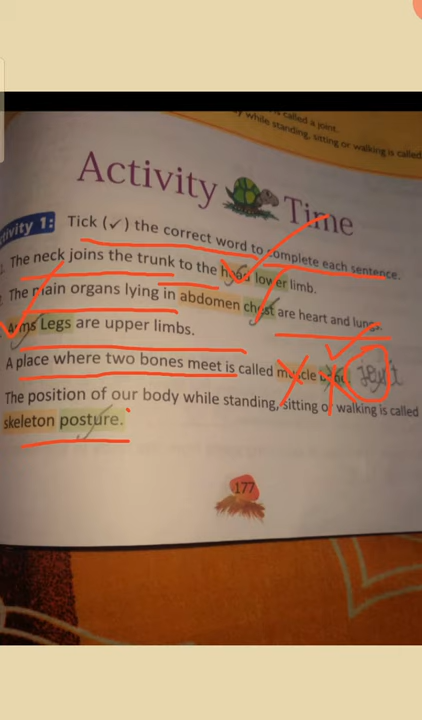 is called a joint.
while standing, sitting or walking is called
Activity Time
Activity 1: Tick (✓) the correct word to complete each sentence.
The neck joins the trunk to the head lower limb.
The main organs lying in abdomen chest are heart and lungs.
Arms Legs are upper limbs.
A place where two bones meet is called muscle
The position of our body while standing, sitting or walking is called
skeleton posture.
177